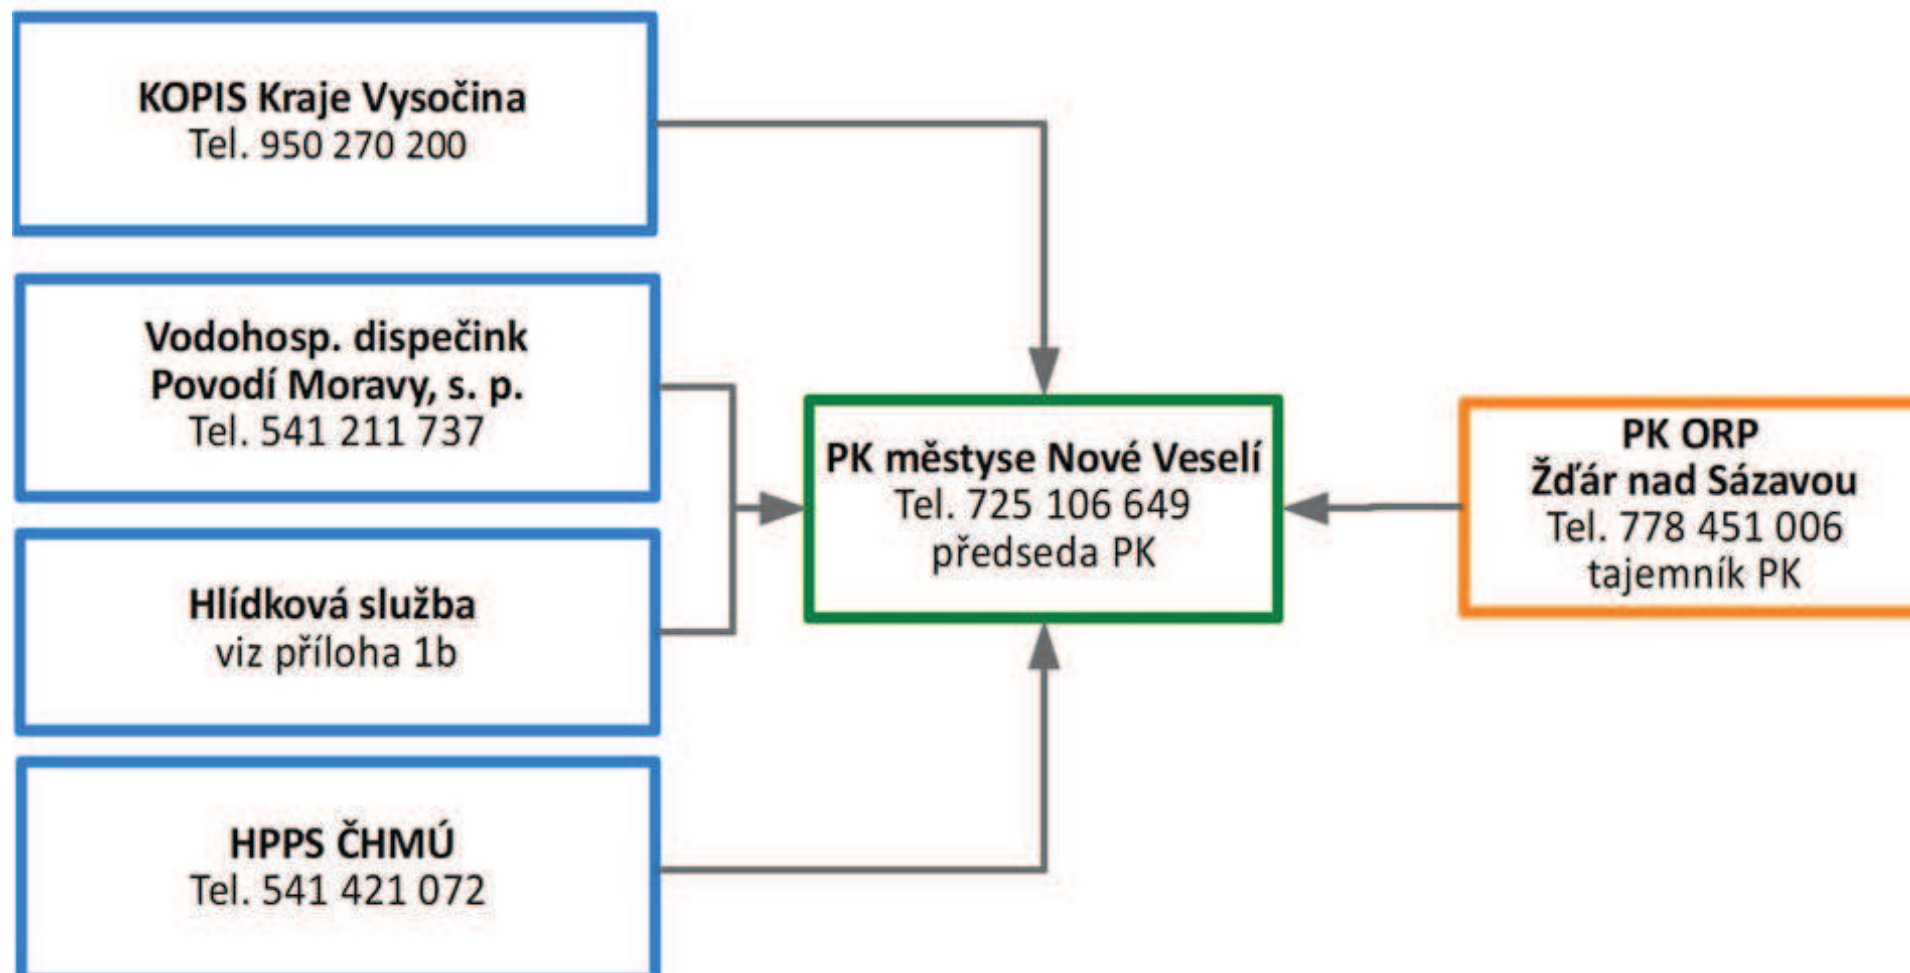 KOPIS Kraje Vysočina
Tel. 950 270 200
Vodohosp. dispečink
Povodí Moravy, s. p.
Tel. 541 211 737
Hlídková služba
viz příloha 1b
HPPS ČHMÚ
Tel. 541 421 072
PK městyse Nové Veselí
Tel. 725 106 649
předseda PK
PK ORP
Žďár nad Sázavou
Tel. 778 451 006
tajemník PK